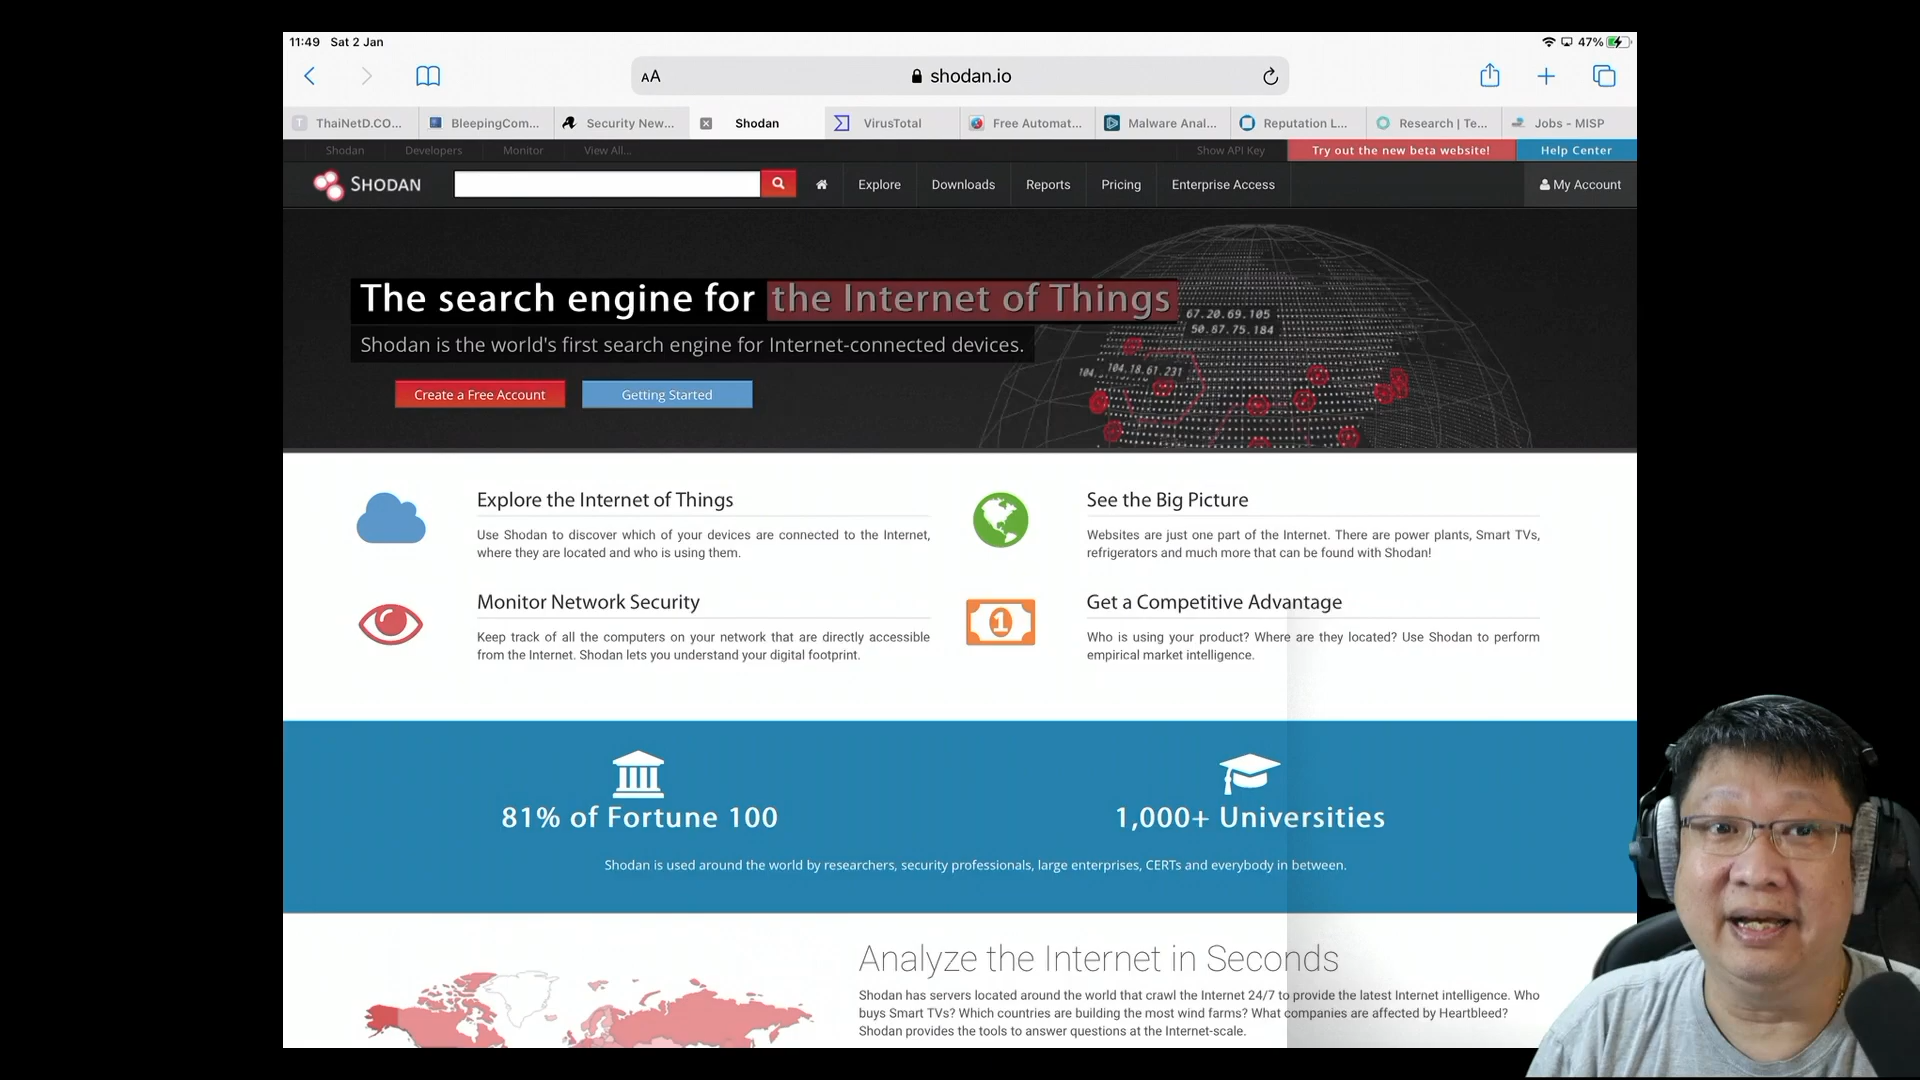 11:49 Sat 2 Jan
47%
AA
shodan.io
ThaiNetD.CO...
BleepingCom...
Security New...
Shodan
VirusTotal
Free Automat...
Malware Anal...
Reputation L...
Research | Te...
Jobs - MISP
Shodan
Developers
Monitor
View All...
Show API Key
Try out the new beta website!
Help Center
SHODAN
Explore
Downloads
Reports
Pricing
Enterprise Access
My Account
The search engine for the Internet of Things
Shodan is the world's first search engine for Internet-connected devices.
67.20.69.105
50.87.75.184
104.
104.18.61.231
Create a Free Account
Getting Started
Explore the Internet of Things
Use Shodan to discover which of your devices are connected to the Internet,
where they are located and who is using them.
See the Big Picture
Websites are just one part of the Internet. There are power plants, Smart TVs,
refrigerators and much more that can be found with Shodan!
Monitor Network Security
Keep track of all the computers on your network that are directly accessible
from the Internet. Shodan lets you understand your digital footprint.
1
Get a Competitive Advantage
Who is using your product? Where are they located? Use Shodan to perform
empirical market intelligence.
81% of Fortune 100
1,000+ Universities
Shodan is used around the world by researchers, security professionals, large enterprises, CERTs and everybody in between.
Analyze the Internet in Seconds
Shodan has servers located around the world that crawl the Internet 24/7 to provide the latest Internet intelligence. Who
buys Smart TVs? Which countries are building the most wind farms? What companies are affected by Heartbleed?
Shodan provides the tools to answer questions at the Internet-scale.